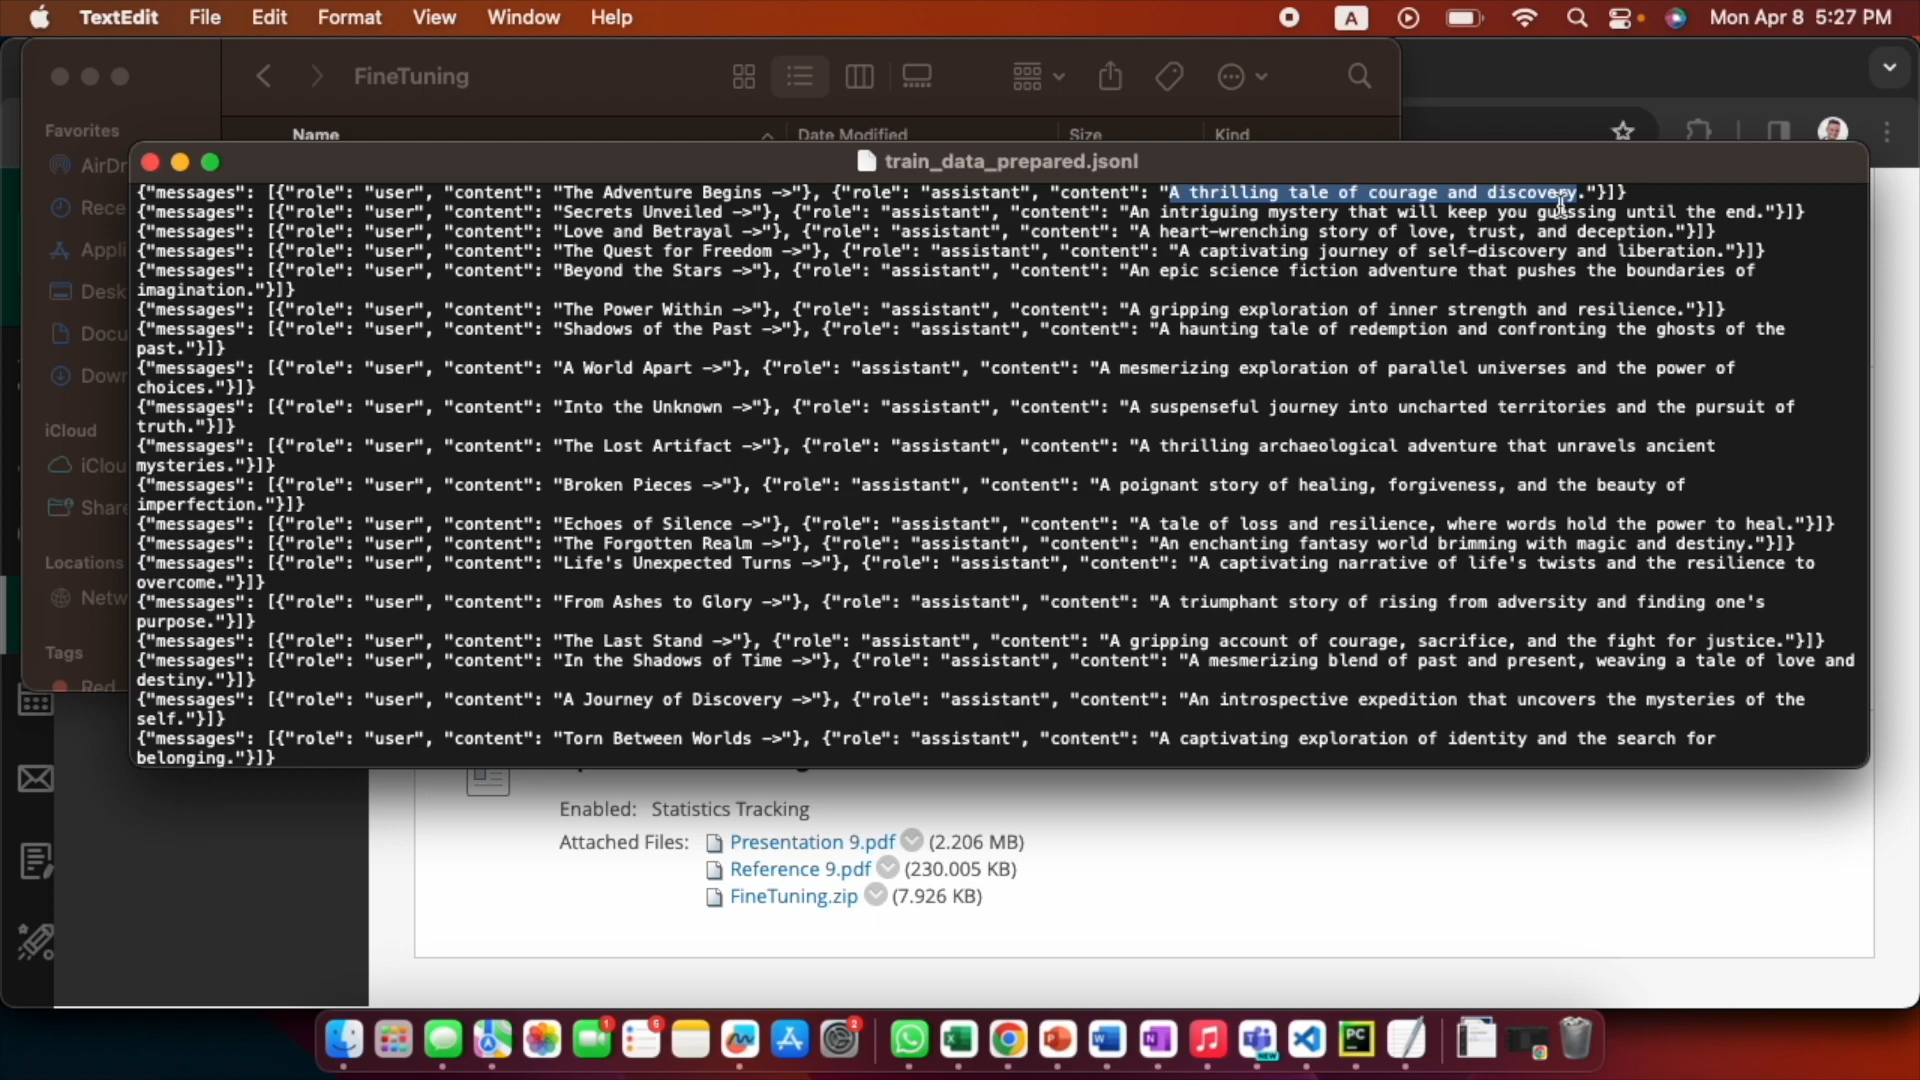 TextEdit File Edit Format View Window Help A Mon Apr 8 5:27 PM
FineTuning
Favorites
Name Date Modified Size Kind
AirDr
Rece
Appli
Desk
Docu
Down
iCloud
iClou
Share
Locations
Netw
Tags
Red
train_data_prepared.jsonl
{"messages": [{"role": "user", "content": "The Adventure Begins ->"}, {"role": "assistant", "content": "A thrilling tale of courage and discovery."}]}
{"messages": [{"role": "user", "content": "Secrets Unveiled ->"}, {"role": "assistant", "content": "An intriguing mystery that will keep you guessing until the end."}]}
{"messages": [{"role": "user", "content": "Love and Betrayal ->"}, {"role": "assistant", "content": "A heart-wrenching story of love, trust, and deception."}]}
{"messages": [{"role": "user", "content": "The Quest for Freedom ->"}, {"role": "assistant", "content": "A captivating journey of self-discovery and liberation."}]}
{"messages": [{"role": "user", "content": "Beyond the Stars ->"}, {"role": "assistant", "content": "An epic science fiction adventure that pushes the boundaries of
imagination."}]}
{"messages": [{"role": "user", "content": "The Power Within ->"}, {"role": "assistant", "content": "A gripping exploration of inner strength and resilience."}]}
{"messages": [{"role": "user", "content": "Shadows of the Past ->"}, {"role": "assistant", "content": "A haunting tale of redemption and confronting the ghosts of the
past."}]}
{"messages": [{"role": "user", "content": "A World Apart ->"}, {"role": "assistant", "content": "A mesmerizing exploration of parallel universes and the power of
choices."}]}
{"messages": [{"role": "user", "content": "Into the Unknown ->"}, {"role": "assistant", "content": "A suspenseful journey into uncharted territories and the pursuit of
truth."}]}
{"messages": [{"role": "user", "content": "The Lost Artifact ->"}, {"role": "assistant", "content": "A thrilling archaeological adventure that unravels ancient
mysteries."}]}
{"messages": [{"role": "user", "content": "Broken Pieces ->"}, {"role": "assistant", "content": "A poignant story of healing, forgiveness, and the beauty of
imperfection."}]}
{"messages": [{"role": "user", "content": "Echoes of Silence ->"}, {"role": "assistant", "content": "A tale of loss and resilience, where words hold the power to heal."}]}
{"messages": [{"role": "user", "content": "The Forgotten Realm ->"}, {"role": "assistant", "content": "An enchanting fantasy world brimming with magic and destiny."}]}
{"messages": [{"role": "user", "content": "Life's Unexpected Turns ->"}, {"role": "assistant", "content": "A captivating narrative of life's twists and the resilience to
overcome."}]}
{"messages": [{"role": "user", "content": "From Ashes to Glory ->"}, {"role": "assistant", "content": "A triumphant story of rising from adversity and finding one's
purpose."}]}
{"messages": [{"role": "user", "content": "The Last Stand ->"}, {"role": "assistant", "content": "A gripping account of courage, sacrifice, and the fight for justice."}]}
{"messages": [{"role": "user", "content": "In the Shadows of Time ->"}, {"role": "assistant", "content": "A mesmerizing blend of past and present, weaving a tale of love and
destiny."}]}
{"messages": [{"role": "user", "content": "A Journey of Discovery ->"}, {"role": "assistant", "content": "An introspective expedition that uncovers the mysteries of the
self."}]}
{"messages": [{"role": "user", "content": "Torn Between Worlds ->"}, {"role": "assistant", "content": "A captivating exploration of identity and the search for
belonging."}]}
Enabled: Statistics Tracking
Attached Files: Presentation 9.pdf (2.206 MB)
Reference 9.pdf (230.005 KB)
FineTuning.zip (7.926 KB)
1 6 2
NEW
PC